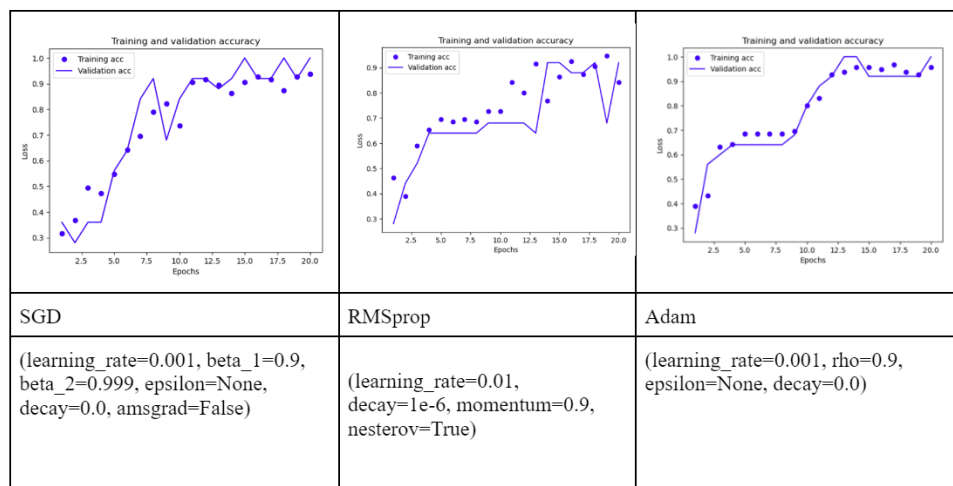 Training and validation accuracy
Training acc
Validation acc
1.0
0.9
0.8
0.7
0.6
0.5
0.4
0.3
Loss
2.5 5.0 7.5 10.0 12.5 15.0 17.5 20.0
Epochs
Training and validation accuracy
Training acc
Validation acc
0.9
0.8
0.7
0.6
0.5
0.4
0.3
Loss
2.5 5.0 7.5 10.0 12.5 15.0 17.5 20.0
Epochs
Training and validation accuracy
Training acc
Validation acc
1.0
0.9
0.8
0.7
0.6
0.5
0.4
0.3
Loss
2.5 5.0 7.5 10.0 12.5 15.0 17.5 20.0
Epochs
SGD
RMSprop
Adam
(learning_rate=0.001, beta_1=0.9,
beta_2=0.999, epsilon=None,
decay=0.0, amsgrad=False)
(learning_rate=0.01,
decay=1e-6, momentum=0.9,
nesterov=True)
(learning_rate=0.001, rho=0.9,
epsilon=None, decay=0.0)